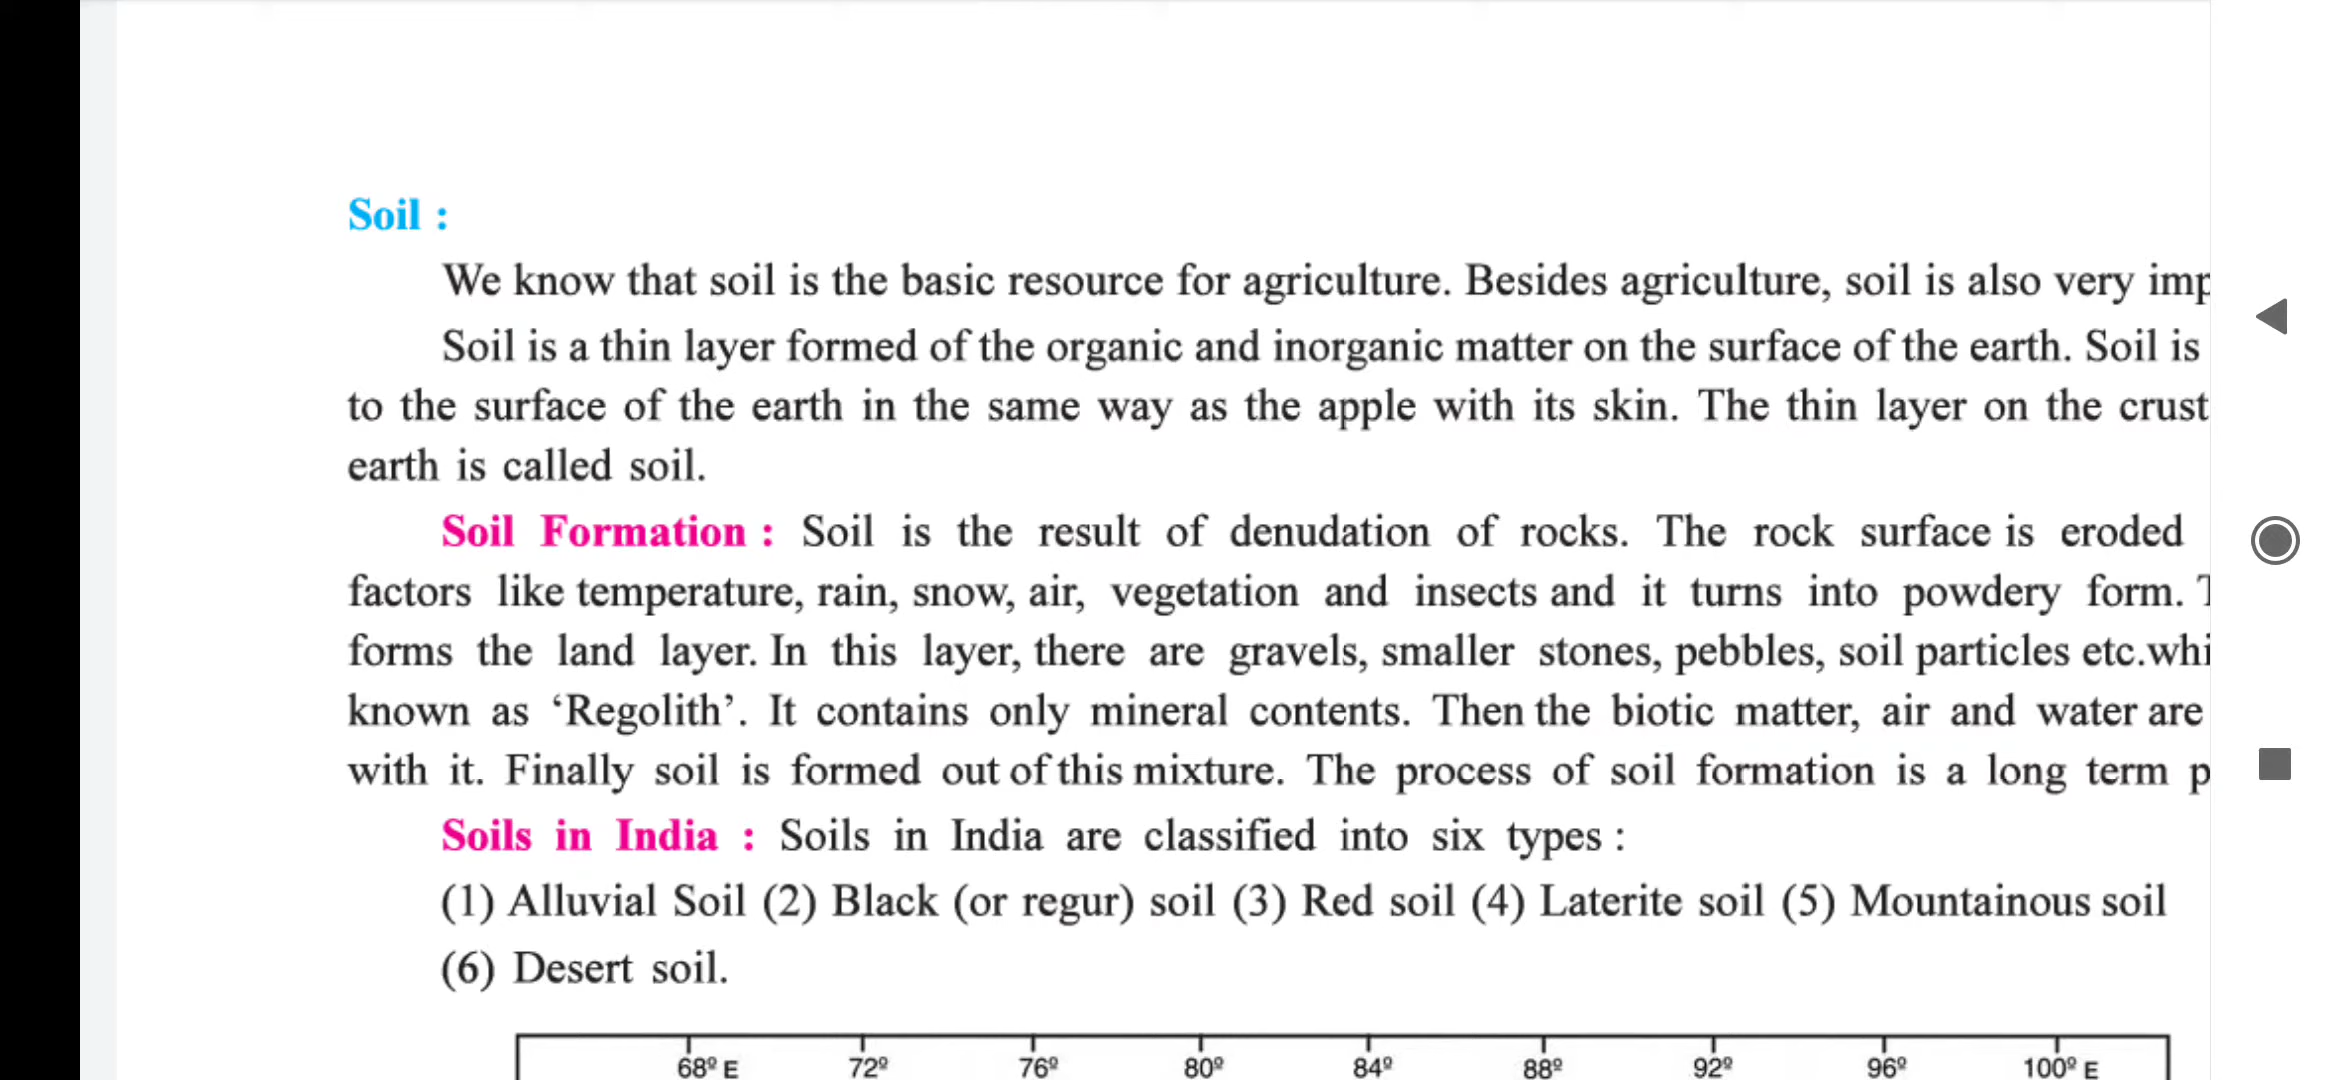 Soil :
We know that soil is the basic resource for agriculture. Besides agriculture, soil is also very
Soil is a thin layer formed of the organic and inorganic matter on the surface of the earth. Soil is
to the surface of the earth in the same way as the apple with its skin. The thin layer on the crust
earth is called soil.
Soil Formation : Soil is the result of denudation of rocks. The rock surface is eroded
factors like temperature, rain, snow, air, vegetation and insects and it turns into powdery form.
forms the land layer. In this layer, there are gravels, smaller stones, pebbles, soil particles etc.
known as ‘Regolith’. It contains only mineral contents. Then the biotic matter, air and water are
with it. Finally soil is formed out of this mixture. The process of soil formation is a long term
Soils in India : Soils in India are classified into six types :
(1) Alluvial Soil (2) Black (or regur) soil (3) Red soil (4) Laterite soil (5) Mountainous soil
(6) Desert soil.
68º E 72º 76º 80º 84º 88º 92º 96º 100º E